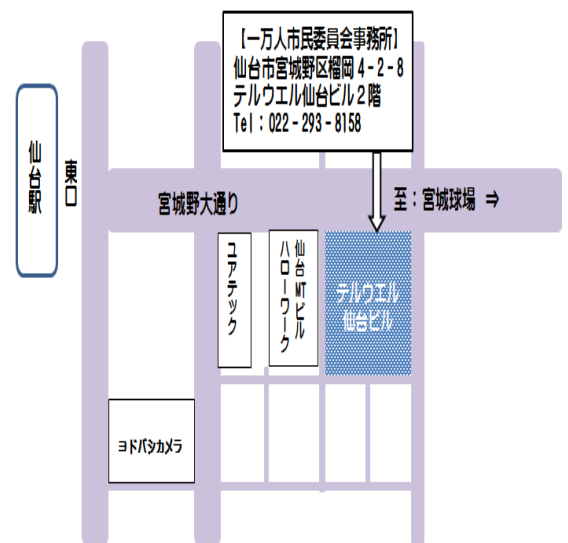 【一万人市民委員会事務所】
仙台市宮城野区榴岡4-2-8
テルウエル仙台ビル2階
Tel：022-293-8158
仙台駅
東口
宮城野大通り
至：宮城球場 ⇒
ユアテック
仙台MTビル
ハローワーク
テルウエル
仙台ビル
ヨドバシカメラ